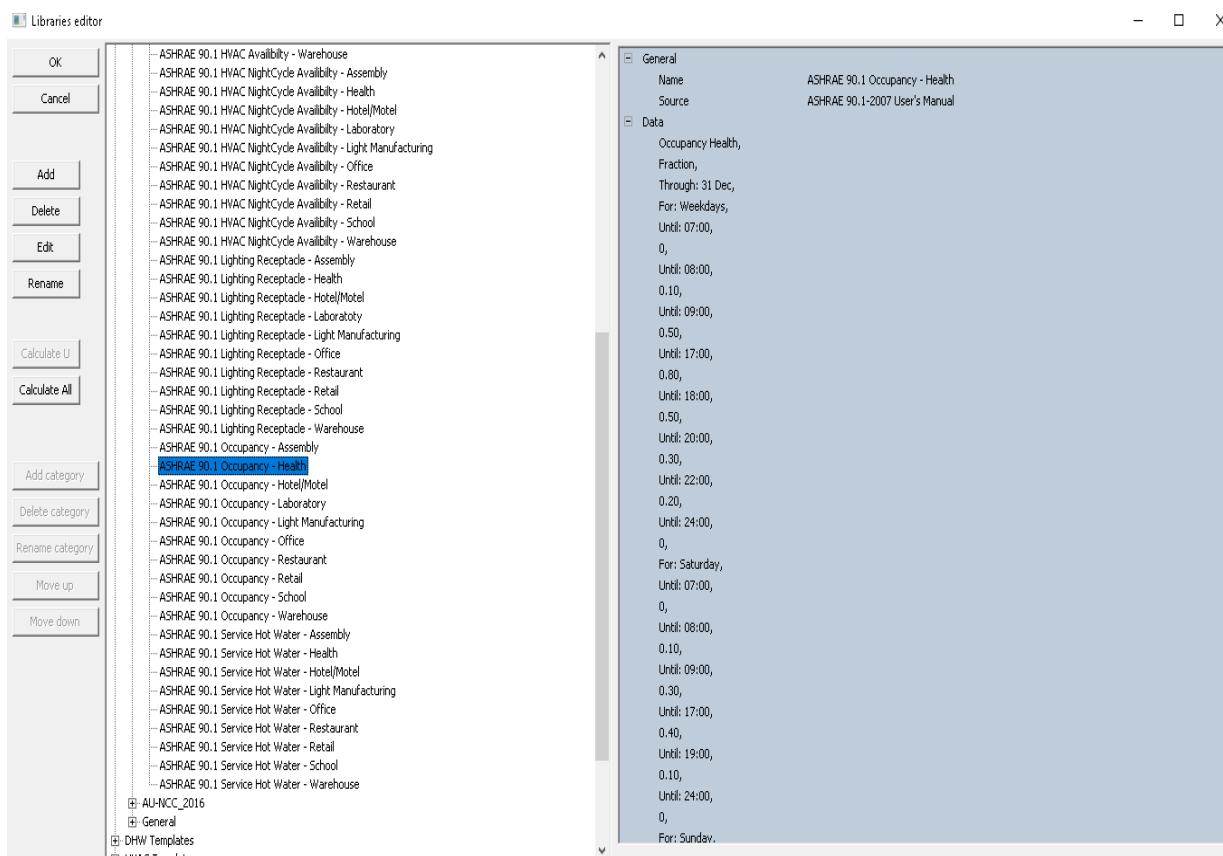 Libraries editor
OK
Cancel
Add
Delete
Edit
Rename
Calculate U
Calculate All
Add category
Delete category
Rename category
Move up
Move down
ASHRAE 90.1 HVAC Availibilty - Warehouse
ASHRAE 90.1 HVAC NightCycle Availibilty - Assembly
ASHRAE 90.1 HVAC NightCycle Availibilty - Health
ASHRAE 90.1 HVAC NightCycle Availibilty - Hotel/Motel
ASHRAE 90.1 HVAC NightCycle Availibilty - Laboratory
ASHRAE 90.1 HVAC NightCycle Availibilty - Light Manufacturing
ASHRAE 90.1 HVAC NightCycle Availibilty - Office
ASHRAE 90.1 HVAC NightCycle Availibilty - Restaurant
ASHRAE 90.1 HVAC NightCycle Availibilty - Retail
ASHRAE 90.1 HVAC NightCycle Availibilty - School
ASHRAE 90.1 HVAC NightCycle Availibilty - Warehouse
ASHRAE 90.1 Lighting Receptacle - Assembly
ASHRAE 90.1 Lighting Receptacle - Health
ASHRAE 90.1 Lighting Receptacle - Hotel/Motel
ASHRAE 90.1 Lighting Receptacle - Laboratoty
ASHRAE 90.1 Lighting Receptacle - Light Manufacturing
ASHRAE 90.1 Lighting Receptacle - Office
ASHRAE 90.1 Lighting Receptacle - Restaurant
ASHRAE 90.1 Lighting Receptacle - Retail
ASHRAE 90.1 Lighting Receptacle - School
ASHRAE 90.1 Lighting Receptacle - Warehouse
ASHRAE 90.1 Occupancy - Assembly
ASHRAE 90.1 Occupancy - Health
ASHRAE 90.1 Occupancy - Hotel/Motel
ASHRAE 90.1 Occupancy - Laboratory
ASHRAE 90.1 Occupancy - Light Manufacturing
ASHRAE 90.1 Occupancy - Office
ASHRAE 90.1 Occupancy - Restaurant
ASHRAE 90.1 Occupancy - Retail
ASHRAE 90.1 Occupancy - School
ASHRAE 90.1 Occupancy - Warehouse
ASHRAE 90.1 Service Hot Water - Assembly
ASHRAE 90.1 Service Hot Water - Health
ASHRAE 90.1 Service Hot Water - Hotel/Motel
ASHRAE 90.1 Service Hot Water - Light Manufacturing
ASHRAE 90.1 Service Hot Water - Office
ASHRAE 90.1 Service Hot Water - Restaurant
ASHRAE 90.1 Service Hot Water - Retail
ASHRAE 90.1 Service Hot Water - School
ASHRAE 90.1 Service Hot Water - Warehouse
AU-NCC_2016
General
DHW Templates
General
Name ASHRAE 90.1 Occupancy - Health
Source ASHRAE 90.1-2007 User's Manual
Data
Occupancy Health,
Fraction,
Through: 31 Dec,
For: Weekdays,
Until: 07:00,
0,
Until: 08:00,
0.10,
Until: 09:00,
0.50,
Until: 17:00,
0.80,
Until: 18:00,
0.50,
Until: 20:00,
0.30,
Until: 22:00,
0.20,
Until: 24:00,
0,
For: Saturday,
Until: 07:00,
0,
Until: 08:00,
0.10,
Until: 09:00,
0.30,
Until: 17:00,
0.40,
Until: 19:00,
0.10,
Until: 24:00,
0,
For: Sunday,